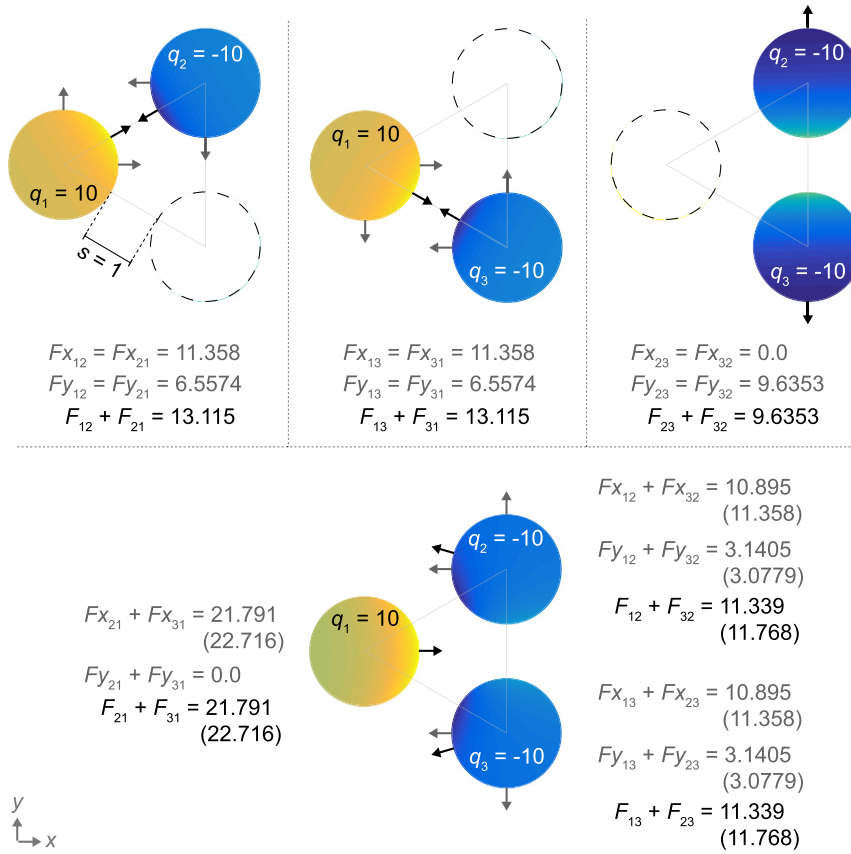 q₂ = -10
q₁ = 10
s = 1
Fx₁₂ = Fx₂₁ = 11.358
Fy₁₂ = Fy₂₁ = 6.5574
F₁₂ + F₂₁ = 13.115
q₁ = 10
q₃ = -10
Fx₁₃ = Fx₃₁ = 11.358
Fy₁₃ = Fy₃₁ = 6.5574
F₁₃ + F₃₁ = 13.115
q₂ = -10
q₃ = -10
Fx₂₃ = Fx₃₂ = 0.0
Fy₂₃ = Fy₃₂ = 9.6353
F₂₃ + F₃₂ = 9.6353
Fx₂₁ + Fx₃₁ = 21.791
(22.716)
Fy₂₁ + Fy₃₁ = 0.0
F₂₁ + F₃₁ = 21.791
(22.716)
q₂ = -10
q₁ = 10
q₃ = -10
Fx₁₂ + Fx₃₂ = 10.895
(11.358)
Fy₁₂ + Fy₃₂ = 3.1405
(3.0779)
F₁₂ + F₃₂ = 11.339
(11.768)
Fx₁₃ + Fx₂₃ = 10.895
(11.358)
Fy₁₃ + Fy₂₃ = 3.1405
(3.0779)
F₁₃ + F₂₃ = 11.339
(11.768)
y
x